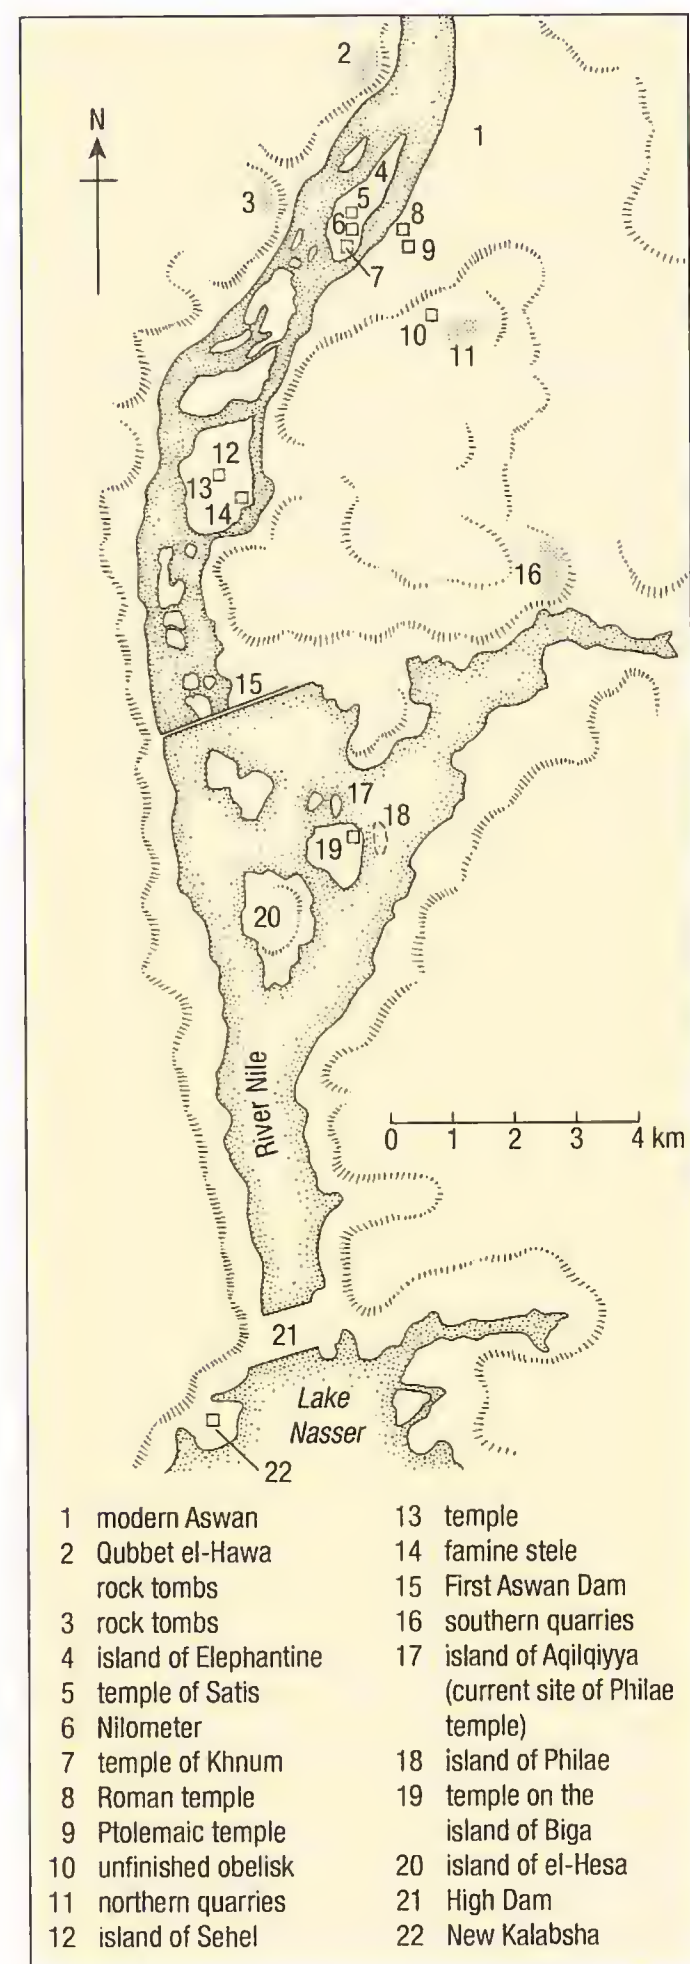 2
N
1
4
3
5
8
6
9
7
10
11
12
13
14
16
15
17
18
19
20
River Nile
0 1 2 3 4 km
21
Lake
Nasser
22
1 modern Aswan
2 Qubbet el-Hawa
rock tombs
3 rock tombs
4 island of Elephantine
5 temple of Satis
6 Nilometer
7 temple of Khnum
8 Roman temple
9 Ptolemaic temple
10 unfinished obelisk
11 northern quarries
12 island of Sehel
13 temple
14 famine stele
15 First Aswan Dam
16 southern quarries
17 island of Aqilqiyya
(current site of Philae
temple)
18 island of Philae
19 temple on the
island of Biga
20 island of el-Hesa
21 High Dam
22 New Kalabsha